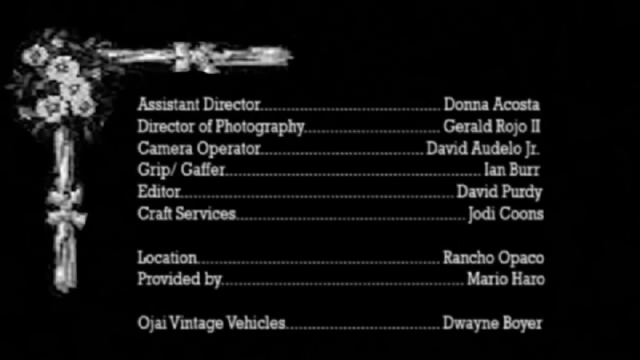 Assistant Director........................................ Donna Acosta
Director of Photography............................... Gerald Rojo II
Camera Operator..................................... David Audelo Jr.
Grip/ Gaffer.......................................................... Ian Burr
Editor............................................................. David Purdy
Craft Services.................................................... Jodi Coons
Location....................................................... Rancho Opaco
Provided by....................................................... Mario Haro
Ojai Vintage Vehicles................................... Dwayne Boyer